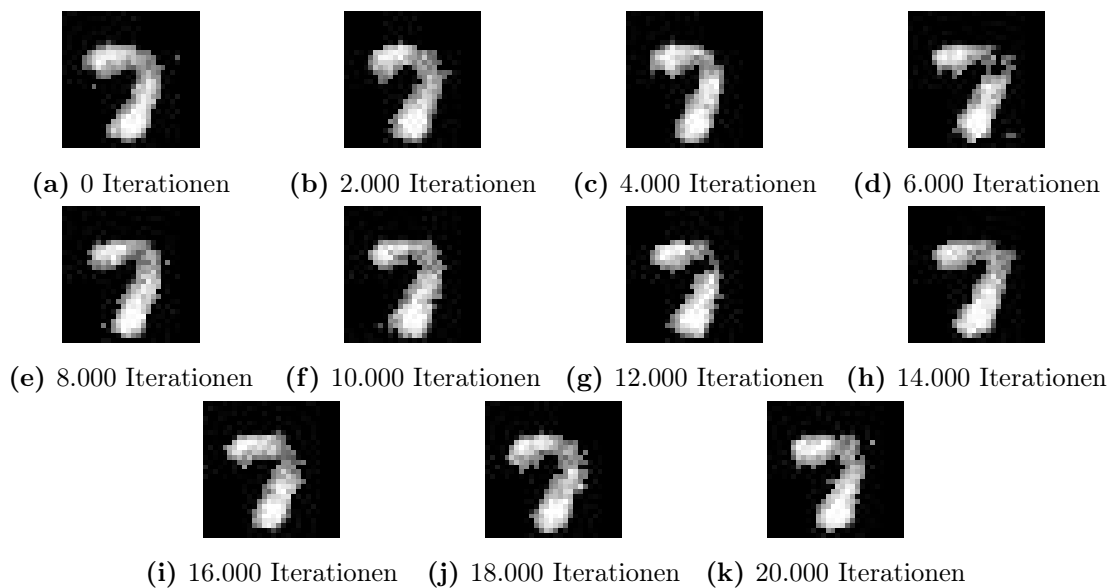 (a) 0 Iterationen (b) 2.000 Iterationen (c) 4.000 Iterationen (d) 6.000 Iterationen
(e) 8.000 Iterationen (f) 10.000 Iterationen (g) 12.000 Iterationen (h) 14.000 Iterationen
(i) 16.000 Iterationen (j) 18.000 Iterationen (k) 20.000 Iterationen